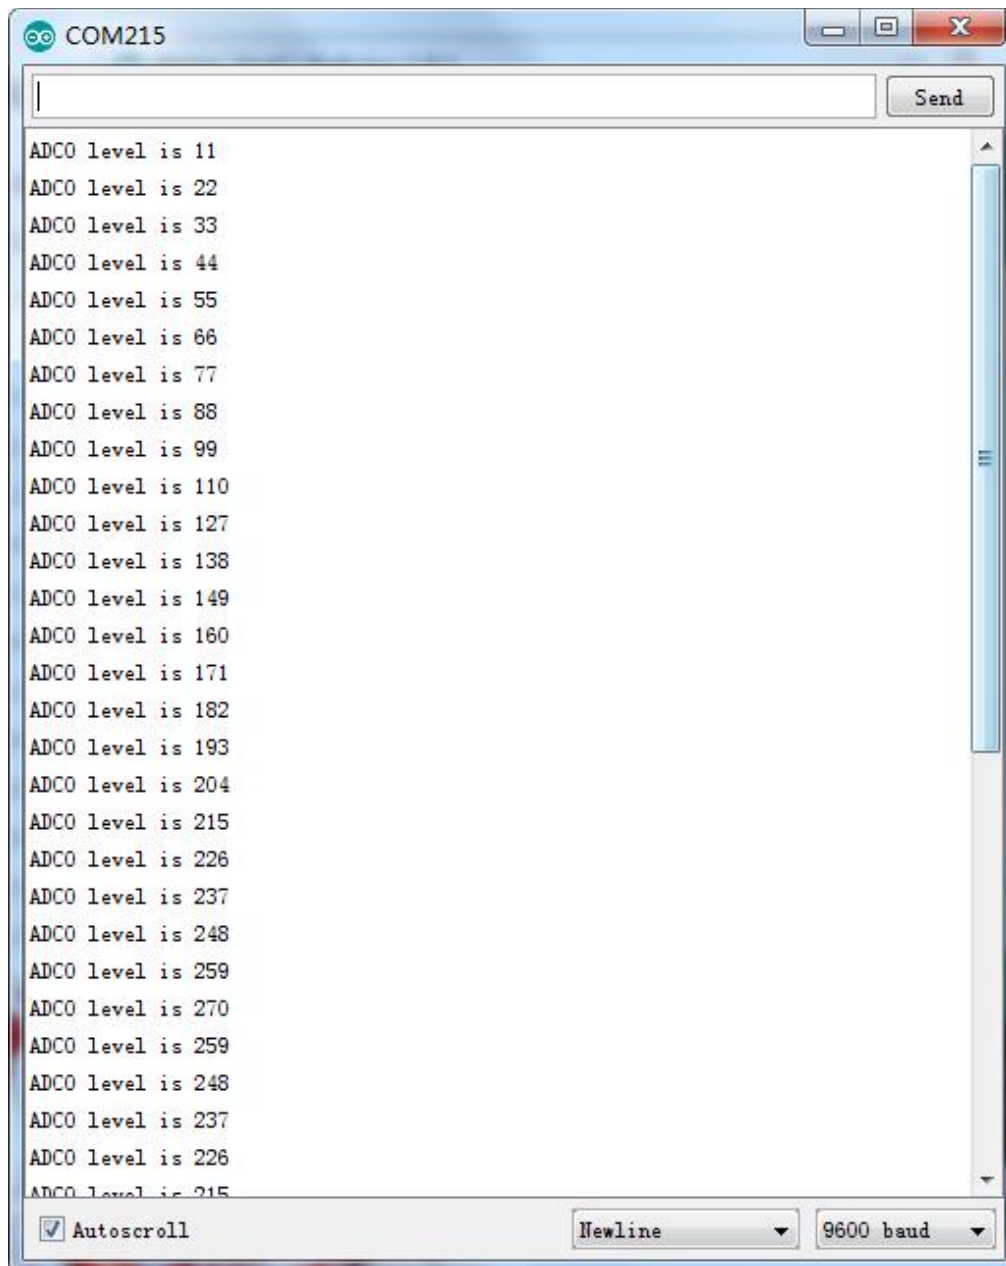 COM215
Send
ADC0 level is 11
ADC0 level is 22
ADC0 level is 33
ADC0 level is 44
ADC0 level is 55
ADC0 level is 66
ADC0 level is 77
ADC0 level is 88
ADC0 level is 99
ADC0 level is 110
ADC0 level is 127
ADC0 level is 138
ADC0 level is 149
ADC0 level is 160
ADC0 level is 171
ADC0 level is 182
ADC0 level is 193
ADC0 level is 204
ADC0 level is 215
ADC0 level is 226
ADC0 level is 237
ADC0 level is 248
ADC0 level is 259
ADC0 level is 270
ADC0 level is 259
ADC0 level is 248
ADC0 level is 237
ADC0 level is 226
ADC0 level is 215
Autoscroll
Newline
9600 baud